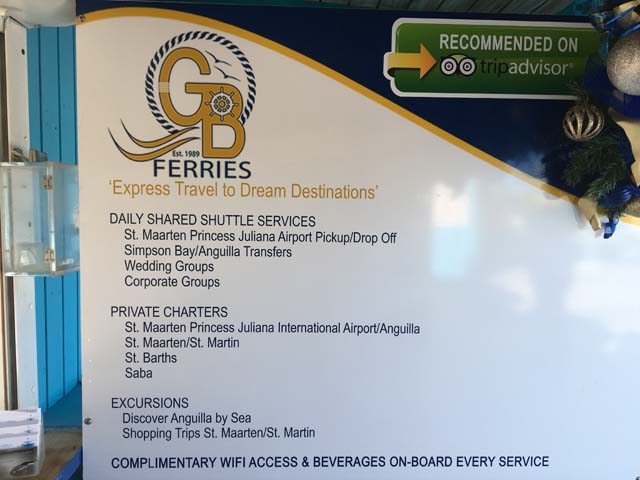 RECOMMENDED ON
tripadvisor®
GB
Est. 1989
FERRIES
'Express Travel to Dream Destinations'
DAILY SHARED SHUTTLE SERVICES
St. Maarten Princess Juliana Airport Pickup/Drop Off
Simpson Bay/Anguilla Transfers
Wedding Groups
Corporate Groups
PRIVATE CHARTERS
St. Maarten Princess Juliana International Airport/Anguilla
St. Maarten/St. Martin
St. Barths
Saba
EXCURSIONS
Discover Anguilla by Sea
Shopping Trips St. Maarten/St. Martin
COMPLIMENTARY WIFI ACCESS & BEVERAGES ON-BOARD EVERY SERVICE